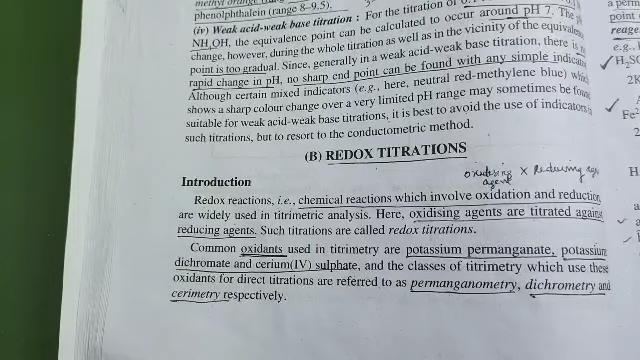 methyl orange
phenolphthalein (range 8–9.5).
(iv) Weak acid-weak base titration : For the titration of
NH4OH, the equivalence point can be calculated to occur around pH 7. The
change, however, during the whole titration as well as in the vicinity of the equivalence
point is too gradual. Since, generally in a weak acid-weak base titration, there is no
rapid change in pH, no sharp end point can be found with any simple indicator
Although certain mixed indicators (e.g., here, neutral red-methylene blue) which
shows a sharp colour change over a very limited pH range may sometimes be found
suitable for weak acid-weak base titrations, it is best to avoid the use of indicators in
such titrations, but to resort to the conductometric method.
(B) REDOX TITRATIONS
oxidising agent × Reducing
Introduction
Redox reactions, i.e., chemical reactions which involve oxidation and reduction,
are widely used in titrimetric analysis. Here, oxidising agents are titrated against
reducing agents. Such titrations are called redox titrations.
Common oxidants used in titrimetry are potassium permanganate, potassium
dichromate and cerium(IV) sulphate, and the classes of titrimetry which use these
oxidants for direct titrations are referred to as permanganometry, dichrometry and
cerimetry respectively.
a perm
point
reage
e.g.,
H2SO
2K
Fe2
2
H